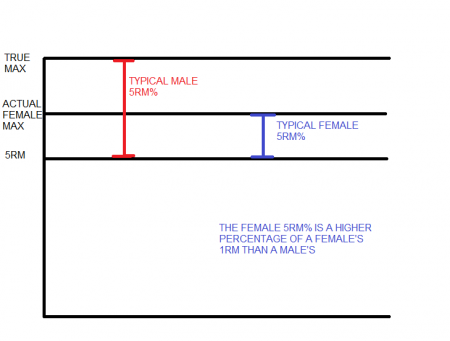 TRUE
MAX
TYPICAL MALE
5RM%
ACTUAL
FEMALE
MAX
TYPICAL FEMALE
5RM%
5RM
THE FEMALE 5RM% IS A HIGHER
PERCENTAGE OF A FEMALE'S
1RM THAN A MALE'S